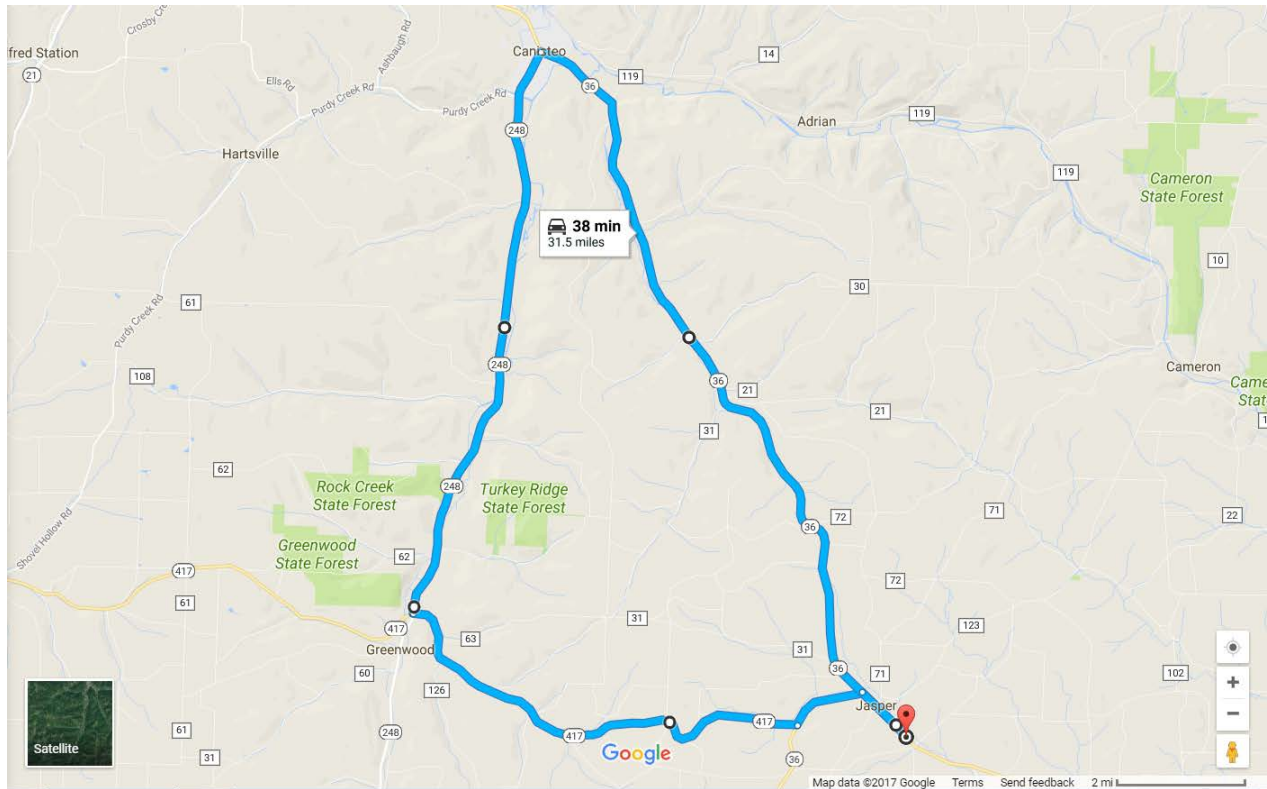 Crosby Creek Rd
fred Station
21
Ashbaugh Rd
Canisteo
14
119
36
Ells Rd
Purdy Creek Rd
Purdy Creek Rd
248
Adrian
119
Hartsville
119
Cameron
State Forest
38 min
31.5 miles
10
30
61
Purdy Creek Rd
248
Cameron
108
36
21
21
31
62
248
Rock Creek
State Forest
Turkey Ridge
State Forest
72
36
71
22
Shovel Hollow Rd
Greenwood
State Forest
62
417
72
61
31
123
417
63
Greenwood
31
36
71
60
126
102
Jasper
417
417
61
248
31
36
Google
Satellite
Map data ©2017 Google
Terms
Send feedback
2 mi